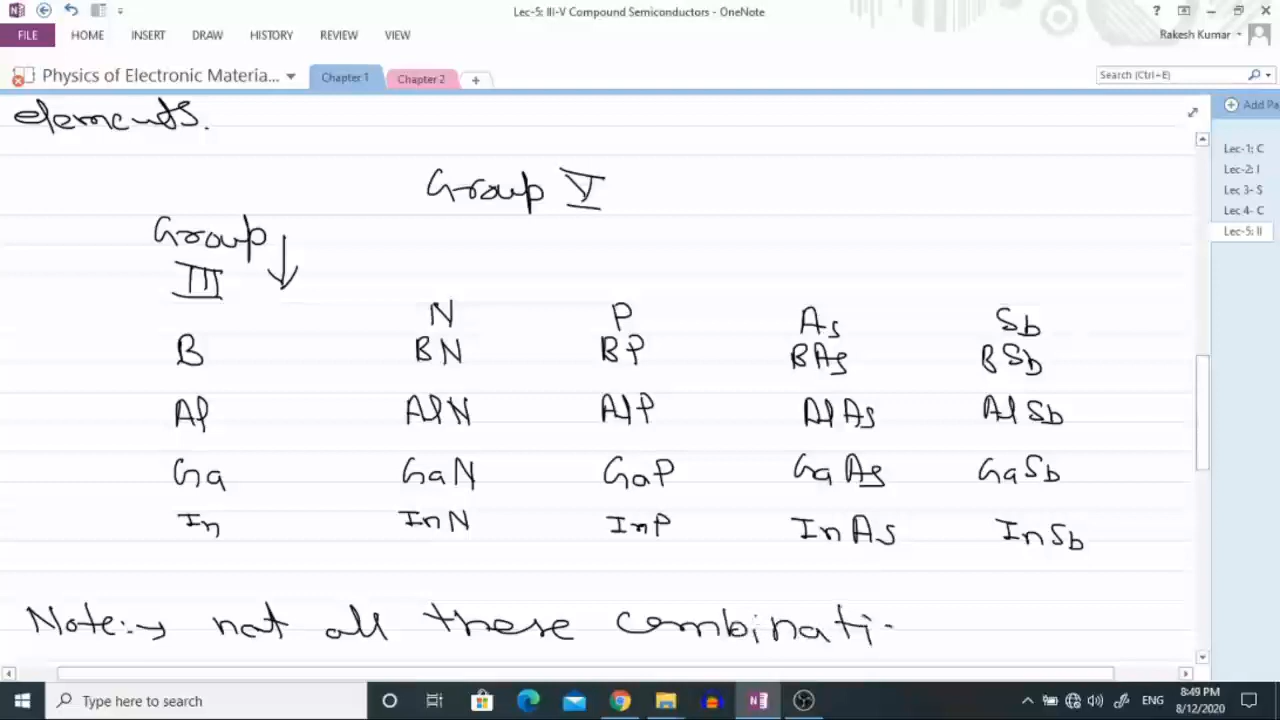 Lec-5: III-V Compound Semiconductors - OneNote
FILE HOME INSERT DRAW HISTORY REVIEW VIEW
Rakesh Kumar
Physics of Electronic Materia... Chapter 1 Chapter 2
Search (Ctrl+E)
Add Pa
Lec-1: C
Lec-2: I
Lec 3- S
Lec 4- C
Lec-5: II
elements.
Group V
Group
III
N P As Sb
B BN BP BAs BSb
Al AlN AlP AlAs AlSb
Ga GaN GaP GaAs GaSb
In InN InP InAs InSb
Note:→ not all these combinati
Type here to search
ENG
8:49 PM
8/12/2020